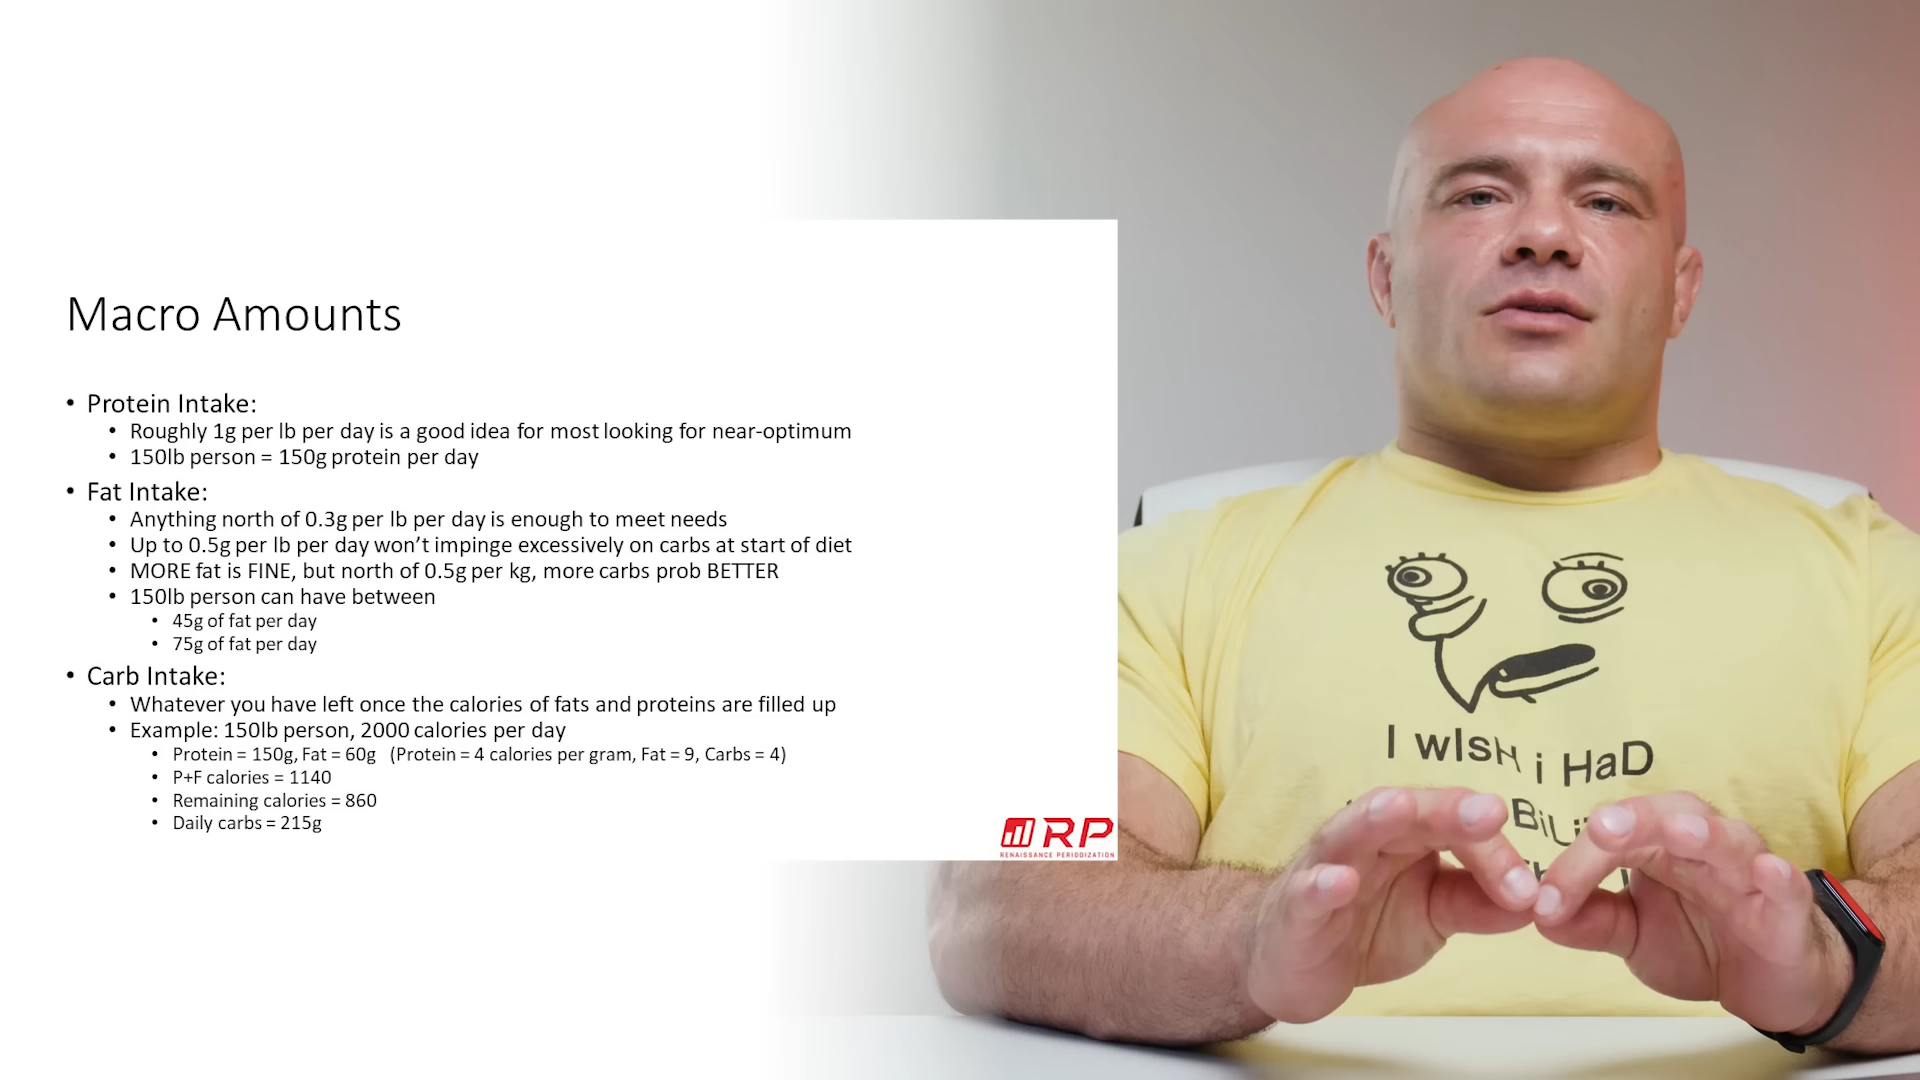 Macro Amounts
• Protein Intake:
• Roughly 1g per lb per day is a good idea for most looking for near-optimum
• 150lb person = 150g protein per day
• Fat Intake:
• Anything north of 0.3g per lb per day is enough to meet needs
• Up to 0.5g per lb per day won’t impinge excessively on carbs at start of diet
• MORE fat is FINE, but north of 0.5g per kg, more carbs prob BETTER
• 150lb person can have between
• 45g of fat per day
• 75g of fat per day
• Carb Intake:
• Whatever you have left once the calories of fats and proteins are filled up
• Example: 150lb person, 2000 calories per day
• Protein = 150g, Fat = 60g (Protein = 4 calories per gram, Fat = 9, Carbs = 4)
• P+F calories = 1140
• Remaining calories = 860
• Daily carbs = 215g
RP
RENAISSANCE PERIODIZATION
I wIsH i HaD